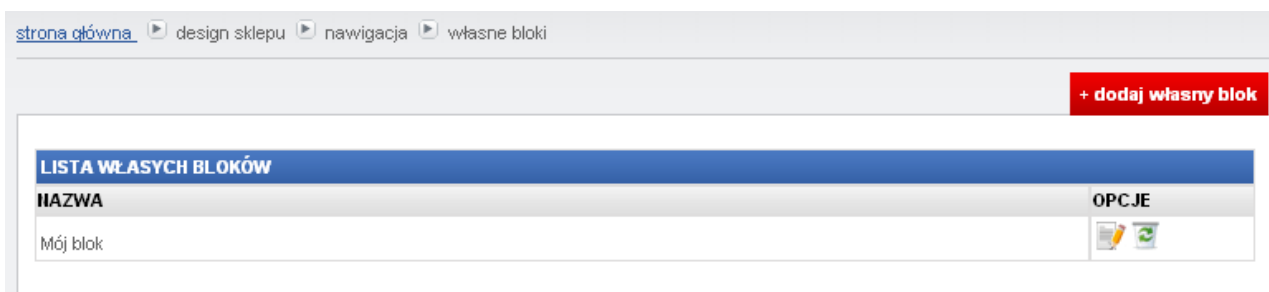 strona główna design sklepu nawigacja własne bloki
+ dodaj własny blok
LISTA WŁASYCH BLOKÓW
NAZWA OPCJE
Mój blok